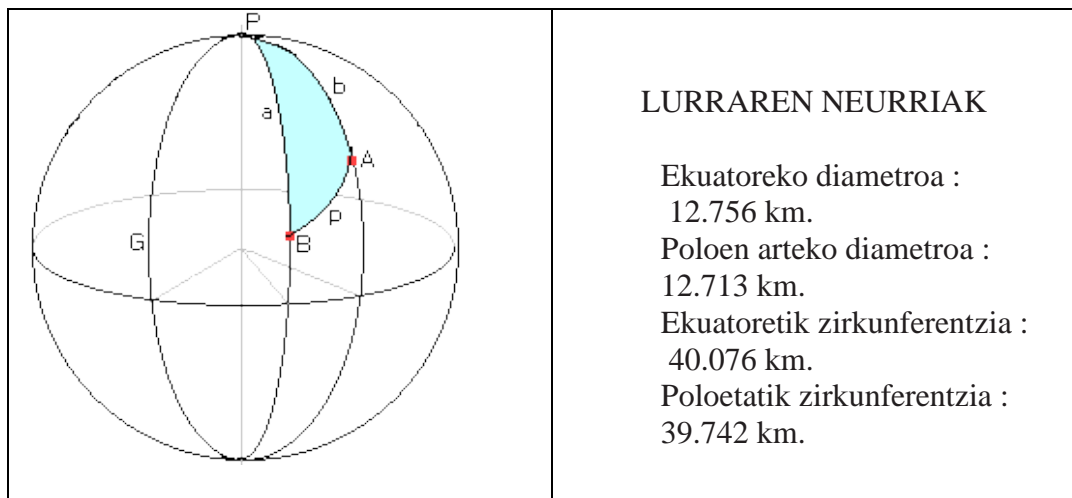 P
b
a
A
P
B
G
LURRAREN NEURRIAK
Ekuatoreko diametroa :
12.756 km.
Poloen arteko diametroa :
12.713 km.
Ekuatoretik zirkunferentzia :
40.076 km.
Poloetatik zirkunferentzia :
39.742 km.